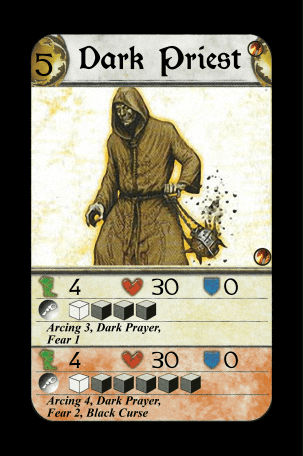 5 Dark Priest
4 30 0
Arcing 3, Dark Prayer,
Fear 1
4 30 0
Arcing 4, Dark Prayer,
Fear 2, Black Curse